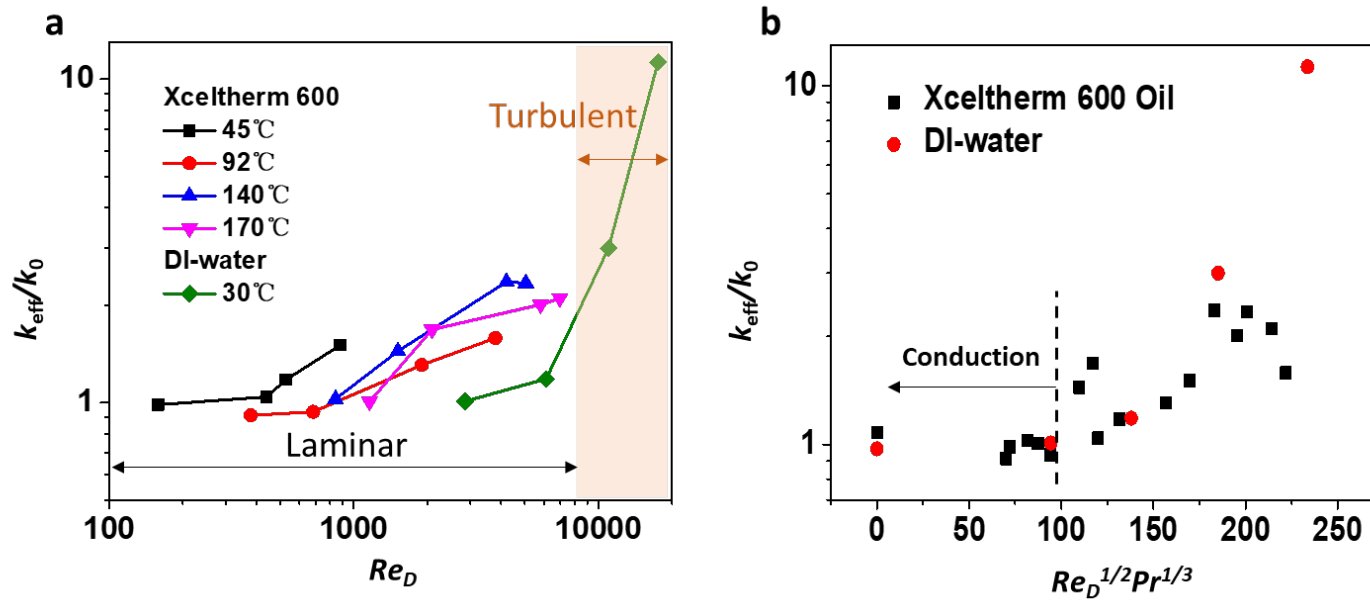 a
10
1
k_eff/k_0
Xceltherm 600
45℃
92℃
140℃
170℃
DI-water
30℃
Turbulent
Laminar
100
1000
10000
Re_D
b
10
1
k_eff/k_0
Xceltherm 600 Oil
DI-water
Conduction
0
50
100
150
200
250
Re_D^1/2Pr^1/3